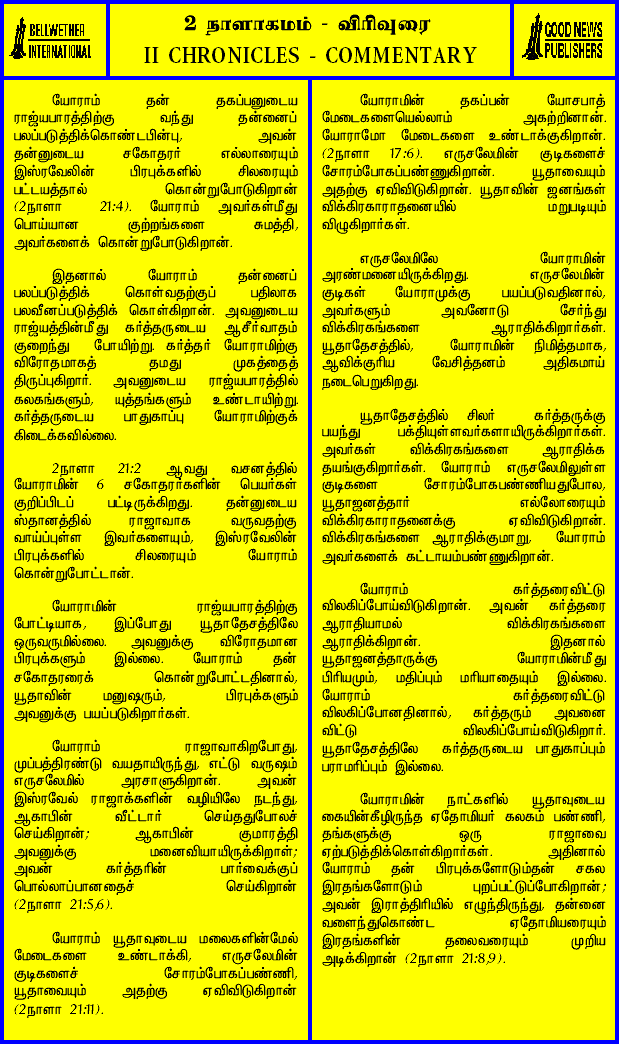 BELLWETHER
INTERNATIONAL
2 நாளாகமம் - விரிவுரை
II CHRONICLES - COMMENTARY
GOOD NEWS
PUBLISHERS
யோராம் தன் தகப்பனுடைய
ராஜ்யபாரத்திற்கு வந்து தன்னைப்
பலப்படுத்திக்கொண்டபின்பு, அவன்
தன்னுடைய சகோதரர் எல்லாரையும்
இஸ்ரவேலின் பிரபுக்களில் சிலரையும்
பட்டயத்தால் கொன்றுபோடுகிறான்
(2நாளா 21:4). யோராம் அவர்கள்மீது
பொய்யான குற்றங்களை சுமத்தி,
அவர்களைக் கொன்றுபோடுகிறான்.
இதனால் யோராம் தன்னைப்
பலப்படுத்திக் கொள்வதற்குப் பதிலாக
பலவீனப்படுத்திக் கொள்கிறான். அவனுடைய
ராஜ்யத்தின்மீது கர்த்தருடைய ஆசீர்வாதம்
குறைந்து போயிற்று. கர்த்தர் யோராமிற்கு
விரோதமாகத் தமது முகத்தைத்
திருப்புகிறார். அவனுடைய ராஜ்யபாரத்தில்
கலகங்களும், யுத்தங்களும் உண்டாயிற்று.
கர்த்தருடைய பாதுகாப்பு யோராமிற்குக்
கிடைக்கவில்லை.
2நாளா 21:2 ஆவது வசனத்தில்
யோராமின் 6 சகோதரர்களின் பெயர்கள்
குறிப்பிடப் பட்டிருக்கிறது. தன்னுடைய
ஸ்தானத்தில் ராஜாவாக வருவதற்கு
வாய்ப்புள்ள இவர்களையும், இஸ்ரவேலின்
பிரபுக்களில் சிலரையும் யோராம்
கொன்றுபோட்டான்.
யோராமின் ராஜ்யபாரத்திற்கு
போட்டியாக, இப்போது யூதாதேசத்திலே
ஒருவருமில்லை. அவனுக்கு விரோதமான
பிரபுக்களும் இல்லை. யோராம் தன்
சகோதரரைக் கொன்றுபோட்டதினால்,
யூதாவின் மனுஷரும், பிரபுக்களும்
அவனுக்கு பயப்படுகிறார்கள்.
யோராம் ராஜாவாகிறபோது,
முப்பத்திரண்டு வயதாயிருந்து, எட்டு வருஷம்
எருசலேமில் அரசாளுகிறான். அவன்
இஸ்ரவேல் ராஜாக்களின் வழியிலே நடந்து,
ஆகாபின் வீட்டார் செய்ததுபோலச்
செய்கிறான்; ஆகாபின் குமாரத்தி
அவனுக்கு மனைவியாயிருக்கிறாள்;
அவன் கர்த்தரின் பார்வைக்குப்
பொல்லாப்பானதைச் செய்கிறான்
(2நாளா 21:5,6).
யோராம் யூதாவுடைய மலைகளின்மேல்
மேடைகளை உண்டாக்கி, எருசலேமின்
குடிகளைச் சோரம்போகப்பண்ணி,
யூதாவையும் அதற்கு ஏவிவிடுகிறான்
(2நாளா 21:11).
யோராமின் தகப்பன் யோசபாத்
மேடைகளையெல்லாம் அகற்றினான்.
யோராமோ மேடைகளை உண்டாக்குகிறான்.
(2நாளா 17:6). எருசலேமின் குடிகளைச்
சோரம்போகப்பண்ணுகிறான். யூதாவையும்
அதற்கு ஏவிவிடுகிறான். யூதாவின் ஜனங்கள்
விக்கிரகாராதனையில் மறுபடியும்
விழுகிறார்கள்.
எருசலேமிலே யோராமின்
அரண்மனையிருக்கிறது. எருசலேமின்
குடிகள் யோராமுக்கு பயப்படுவதினால்,
அவர்களும் அவனோடு சேர்ந்து
விக்கிரகங்களை ஆராதிக்கிறார்கள்.
யூதாதேசத்தில், யோராமின் நிமித்தமாக,
ஆவிக்குரிய வேசித்தனம் அதிகமாய்
நடைபெறுகிறது.
யூதாதேசத்தில் சிலர் கர்த்தருக்கு
பயந்து பக்தியுள்ளவர்களாயிருக்கிறார்கள்.
அவர்கள் விக்கிரகங்களை ஆராதிக்க
தயங்குகிறார்கள். யோராம் எருசலேமிலுள்ள
குடிகளை சோரம்போகபண்ணியதுபோல,
யூதாஜனத்தார் எல்லோரையும்
விக்கிரகாராதனைக்கு ஏவிவிடுகிறான்.
விக்கிரகங்களை ஆராதிக்குமாறு, யோராம்
அவர்களைக் கட்டாயம்பண்ணுகிறான்.
யோராம் கர்த்தரைவிட்டு
விலகிப்போய்விடுகிறான். அவன் கர்த்தரை
ஆராதியாமல் விக்கிரகங்களை
ஆராதிக்கிறான். இதனால்
யூதாஜனத்தாருக்கு யோராமின்மீது
பிரியமும், மதிப்பும் மரியாதையும் இல்லை.
யோராம் கர்த்தரைவிட்டு
விலகிப்போனதினால், கர்த்தரும் அவனை
விட்டு விலகிப்போய்விடுகிறார்.
யூதாதேசத்திலே கர்த்தருடைய பாதுகாப்பும்
பராமரிப்பும் இல்லை.
யோராமின் நாட்களில் யூதாவுடைய
கையின்கீழிருந்த ஏதோமியர் கலகம் பண்ணி,
தங்களுக்கு ஒரு ராஜாவை
ஏற்படுத்திக்கொள்கிறார்கள். அதினால்
யோராம் தன் பிரபுக்களோடும்தன் சகல
இரதங்களோடும் புறப்பட்டுப்போகிறான்;
அவன் இராத்திரியில் எழுந்திருந்து, தன்னை
வளைந்துகொண்ட ஏதோமியரையும்
இரதங்களின் தலைவரையும் முறிய
அடிக்கிறான் (2நாளா 21:8,9).